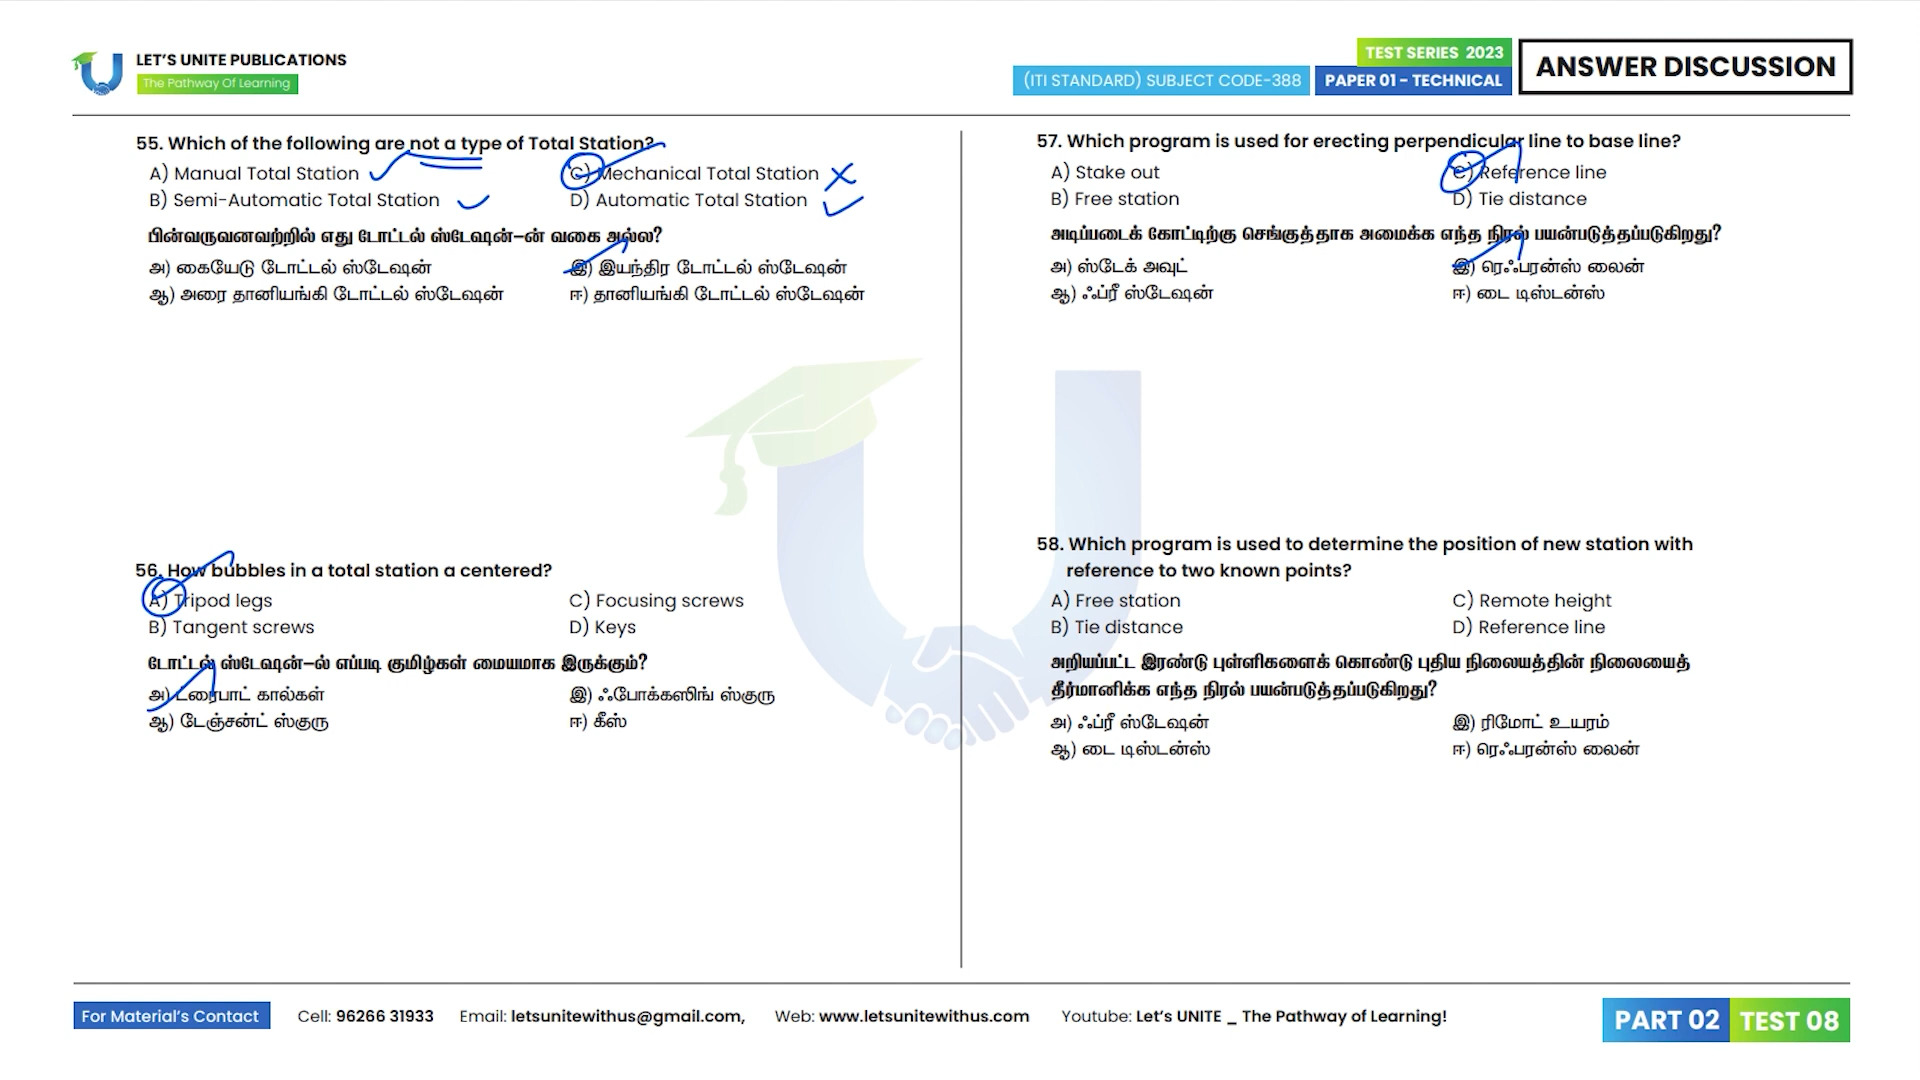 LET'S UNITE PUBLICATIONS
The Pathway Of Learning
TEST SERIES 2023
(ITI STANDARD) SUBJECT CODE-388
PAPER 01 - TECHNICAL
ANSWER DISCUSSION
55. Which of the following are not a type of Total Station?
A) Manual Total Station
C) Mechanical Total Station
B) Semi-Automatic Total Station
D) Automatic Total Station
பின்வருவனவற்றில் எது டோட்டல் ஸ்டேஷன்-ன் வகை அல்ல?
அ) கையேடு டோட்டல் ஸ்டேஷன்
இ) இயந்திர டோட்டல் ஸ்டேஷன்
ஆ) அரை தானியங்கி டோட்டல் ஸ்டேஷன்
ஈ) தானியங்கி டோட்டல் ஸ்டேஷன்
56. How bubbles in a total station a centered?
A) Tripod legs
C) Focusing screws
B) Tangent screws
D) Keys
டோட்டல் ஸ்டேஷன்-ல் எப்படி குமிழ்கள் மையமாக இருக்கும்?
அ) ட்ரைபாட் கால்கள்
இ) ஃபோக்கஸிங் ஸ்குரு
ஆ) டேஞ்சன்ட் ஸ்குரு
ஈ) கீஸ்
57. Which program is used for erecting perpendicular line to base line?
A) Stake out
C) Reference line
B) Free station
D) Tie distance
அடிப்படைக் கோட்டிற்கு செங்குத்தாக அமைக்க எந்த நிரல் பயன்படுத்தப்படுகிறது?
அ) ஸ்டேக் அவுட்
இ) ரெஃபரன்ஸ் லைன்
ஆ) ஃப்ரீ ஸ்டேஷன்
ஈ) டை டிஸ்டன்ஸ்
58. Which program is used to determine the position of new station with
reference to two known points?
A) Free station
C) Remote height
B) Tie distance
D) Reference line
அறியப்பட்ட இரண்டு புள்ளிகளைக் கொண்டு புதிய நிலையத்தின் நிலையைத்
தீர்மானிக்க எந்த நிரல் பயன்படுத்தப்படுகிறது?
அ) ஃப்ரீ ஸ்டேஷன்
இ) ரிமோட் உயரம்
ஆ) டை டிஸ்டன்ஸ்
ஈ) ரெஃபரன்ஸ் லைன்
For Material's Contact
Cell: 96266 31933 Email: letsunitewithus@gmail.com, Web: www.letsunitewithus.com Youtube: Let's UNITE _ The Pathway of Learning!
PART 02 TEST 08